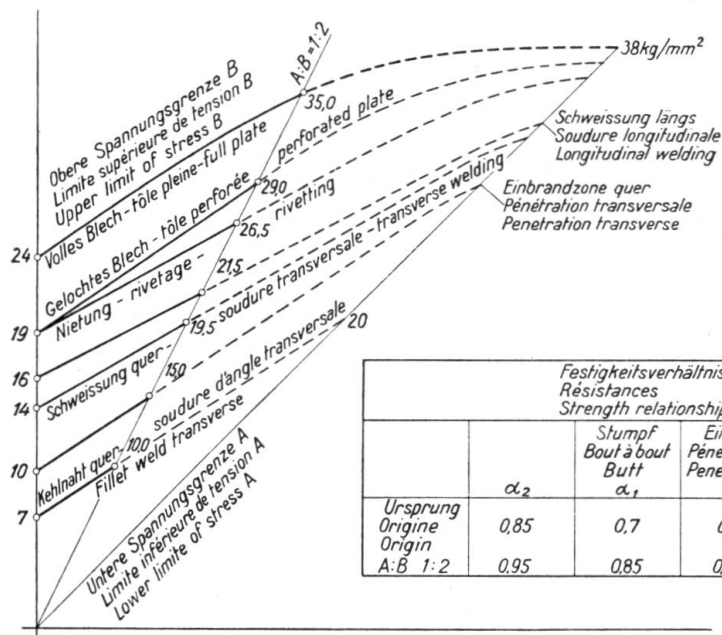 A:B=1:2
38kg/mm²
Obere Spannungsgrenze B
Limite supérieure de tension B
Upper limit of stress B
35,0
Volles Blech - tôle pleine - full plate
24
Gelochtes Blech - tôle perforée
perforated plate
29,0
Nietung - rivetage -
rivetting
26,5
19
Schweissung längs
Soudure longitudinale
Longitudinal welding
Einbrandzone quer
Pénétration transversale
Penetration transverse
21,5
16
Schweissung quer - soudure transversale - transverse welding
19,5
14
15,0
10
Kehlnaht quer - soudure d'angle transversale
Fillet weld transverse
10,0
20
7
Untere Spannungsgrenze A
Limite inférieure de tension A
Lower limite of stress A
Festigkeitsverhältnis
Résistances
Strength relationship
α₂
Stumpf
Bout à bout
Butt
α₁
Ursprung
Origine
Origin
0,85
0,7
A:B 1:2
0,95
0,85